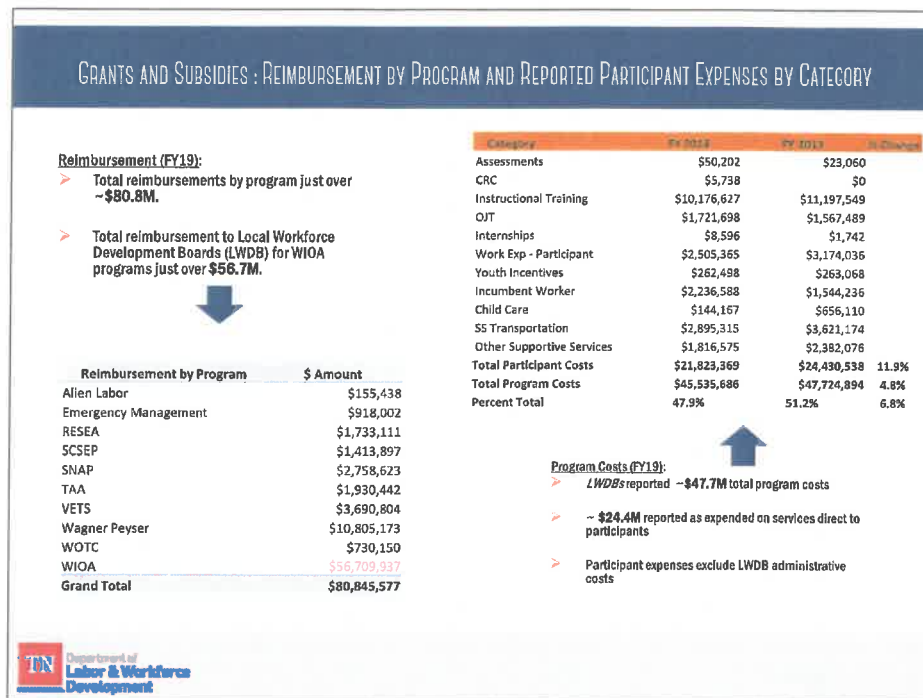 GRANTS AND SUBSIDIES : REIMBURSEMENT BY PROGRAM AND REPORTED PARTICIPANT EXPENSES BY CATEGORY
Reimbursement (FY19):
➢ Total reimbursements by program just over
~$80.8M.
➢ Total reimbursement to Local Workforce
Development Boards (LWDB) for WIOA
programs just over $56.7M.
Reimbursement by Program $ Amount
Alien Labor $155,438
Emergency Management $918,002
RESEA $1,733,111
SCSEP $1,413,897
SNAP $2,758,623
TAA $1,930,442
VETS $3,690,804
Wagner Peyser $10,805,173
WOTC $730,150
WIOA $56,709,937
Grand Total $80,845,577
Category FY 2018 FY 2019 % Change
Assessments $50,202 $23,060
CRC $5,738 $0
Instructional Training $10,176,627 $11,197,549
OJT $1,721,698 $1,567,489
Internships $8,596 $1,742
Work Exp - Participant $2,505,365 $3,174,036
Youth Incentives $262,498 $263,068
Incumbent Worker $2,236,588 $1,544,236
Child Care $144,167 $656,110
SS Transportation $2,895,315 $3,621,174
Other Supportive Services $1,816,575 $2,382,076
Total Participant Costs $21,823,369 $24,430,538 11.9%
Total Program Costs $45,535,686 $47,724,894 4.8%
Percent Total 47.9% 51.2% 6.8%
Program Costs (FY19):
➢ LWDBs reported ~$47.7M total program costs
➢ ~ $24.4M reported as expended on services direct to
participants
➢ Participant expenses exclude LWDB administrative
costs
TN
Department of
Labor & Workforce
Development